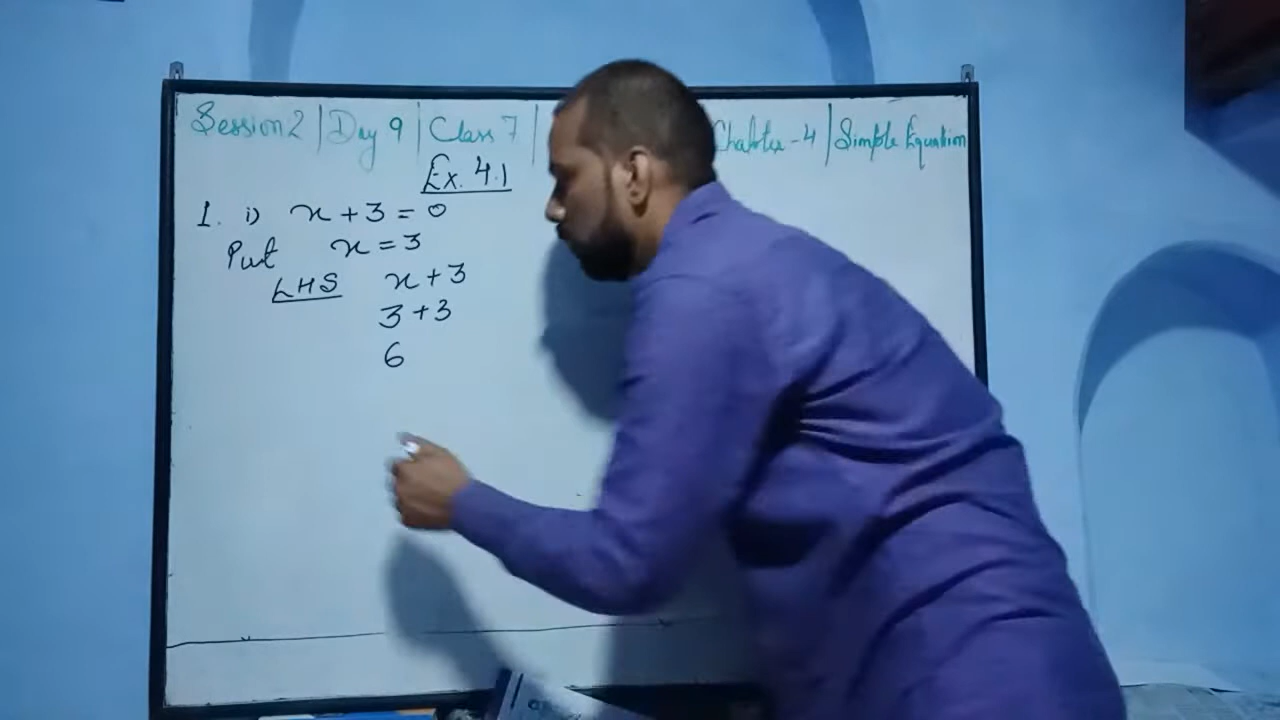 Session 2 | Day 9 | Class 7 | Chapter - 4 | Simple Equation
Ex. 4.1
1. i) x + 3 = 0
Put x = 3
LHS x + 3
3 + 3
6